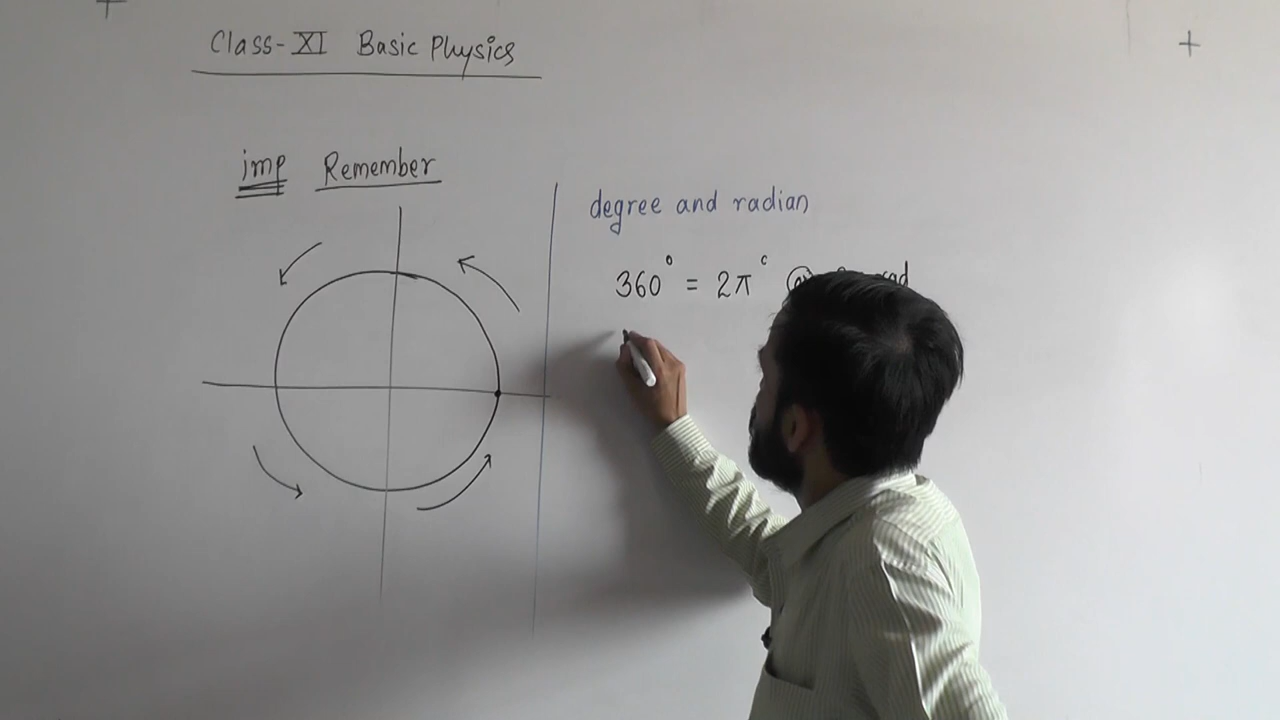 Class-XI Basic Physics
imp Remember
degree and radian
360° = 2π^c